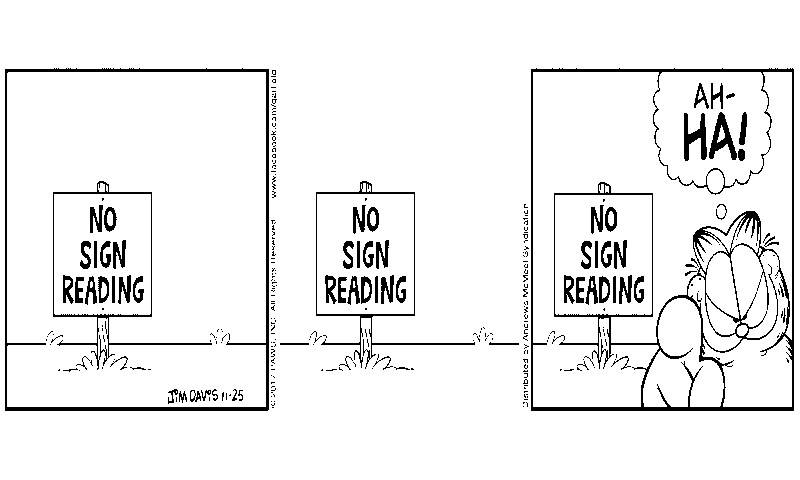 NO
SIGN
READING
JIM DAVIS 11-25
© 2017 PAWS, INC. All Rights Reserved.
www.facebook.com/garfield
NO
SIGN
READING
Distributed by Andrews McMeel Syndication
NO
SIGN
READING
AH-
HA!